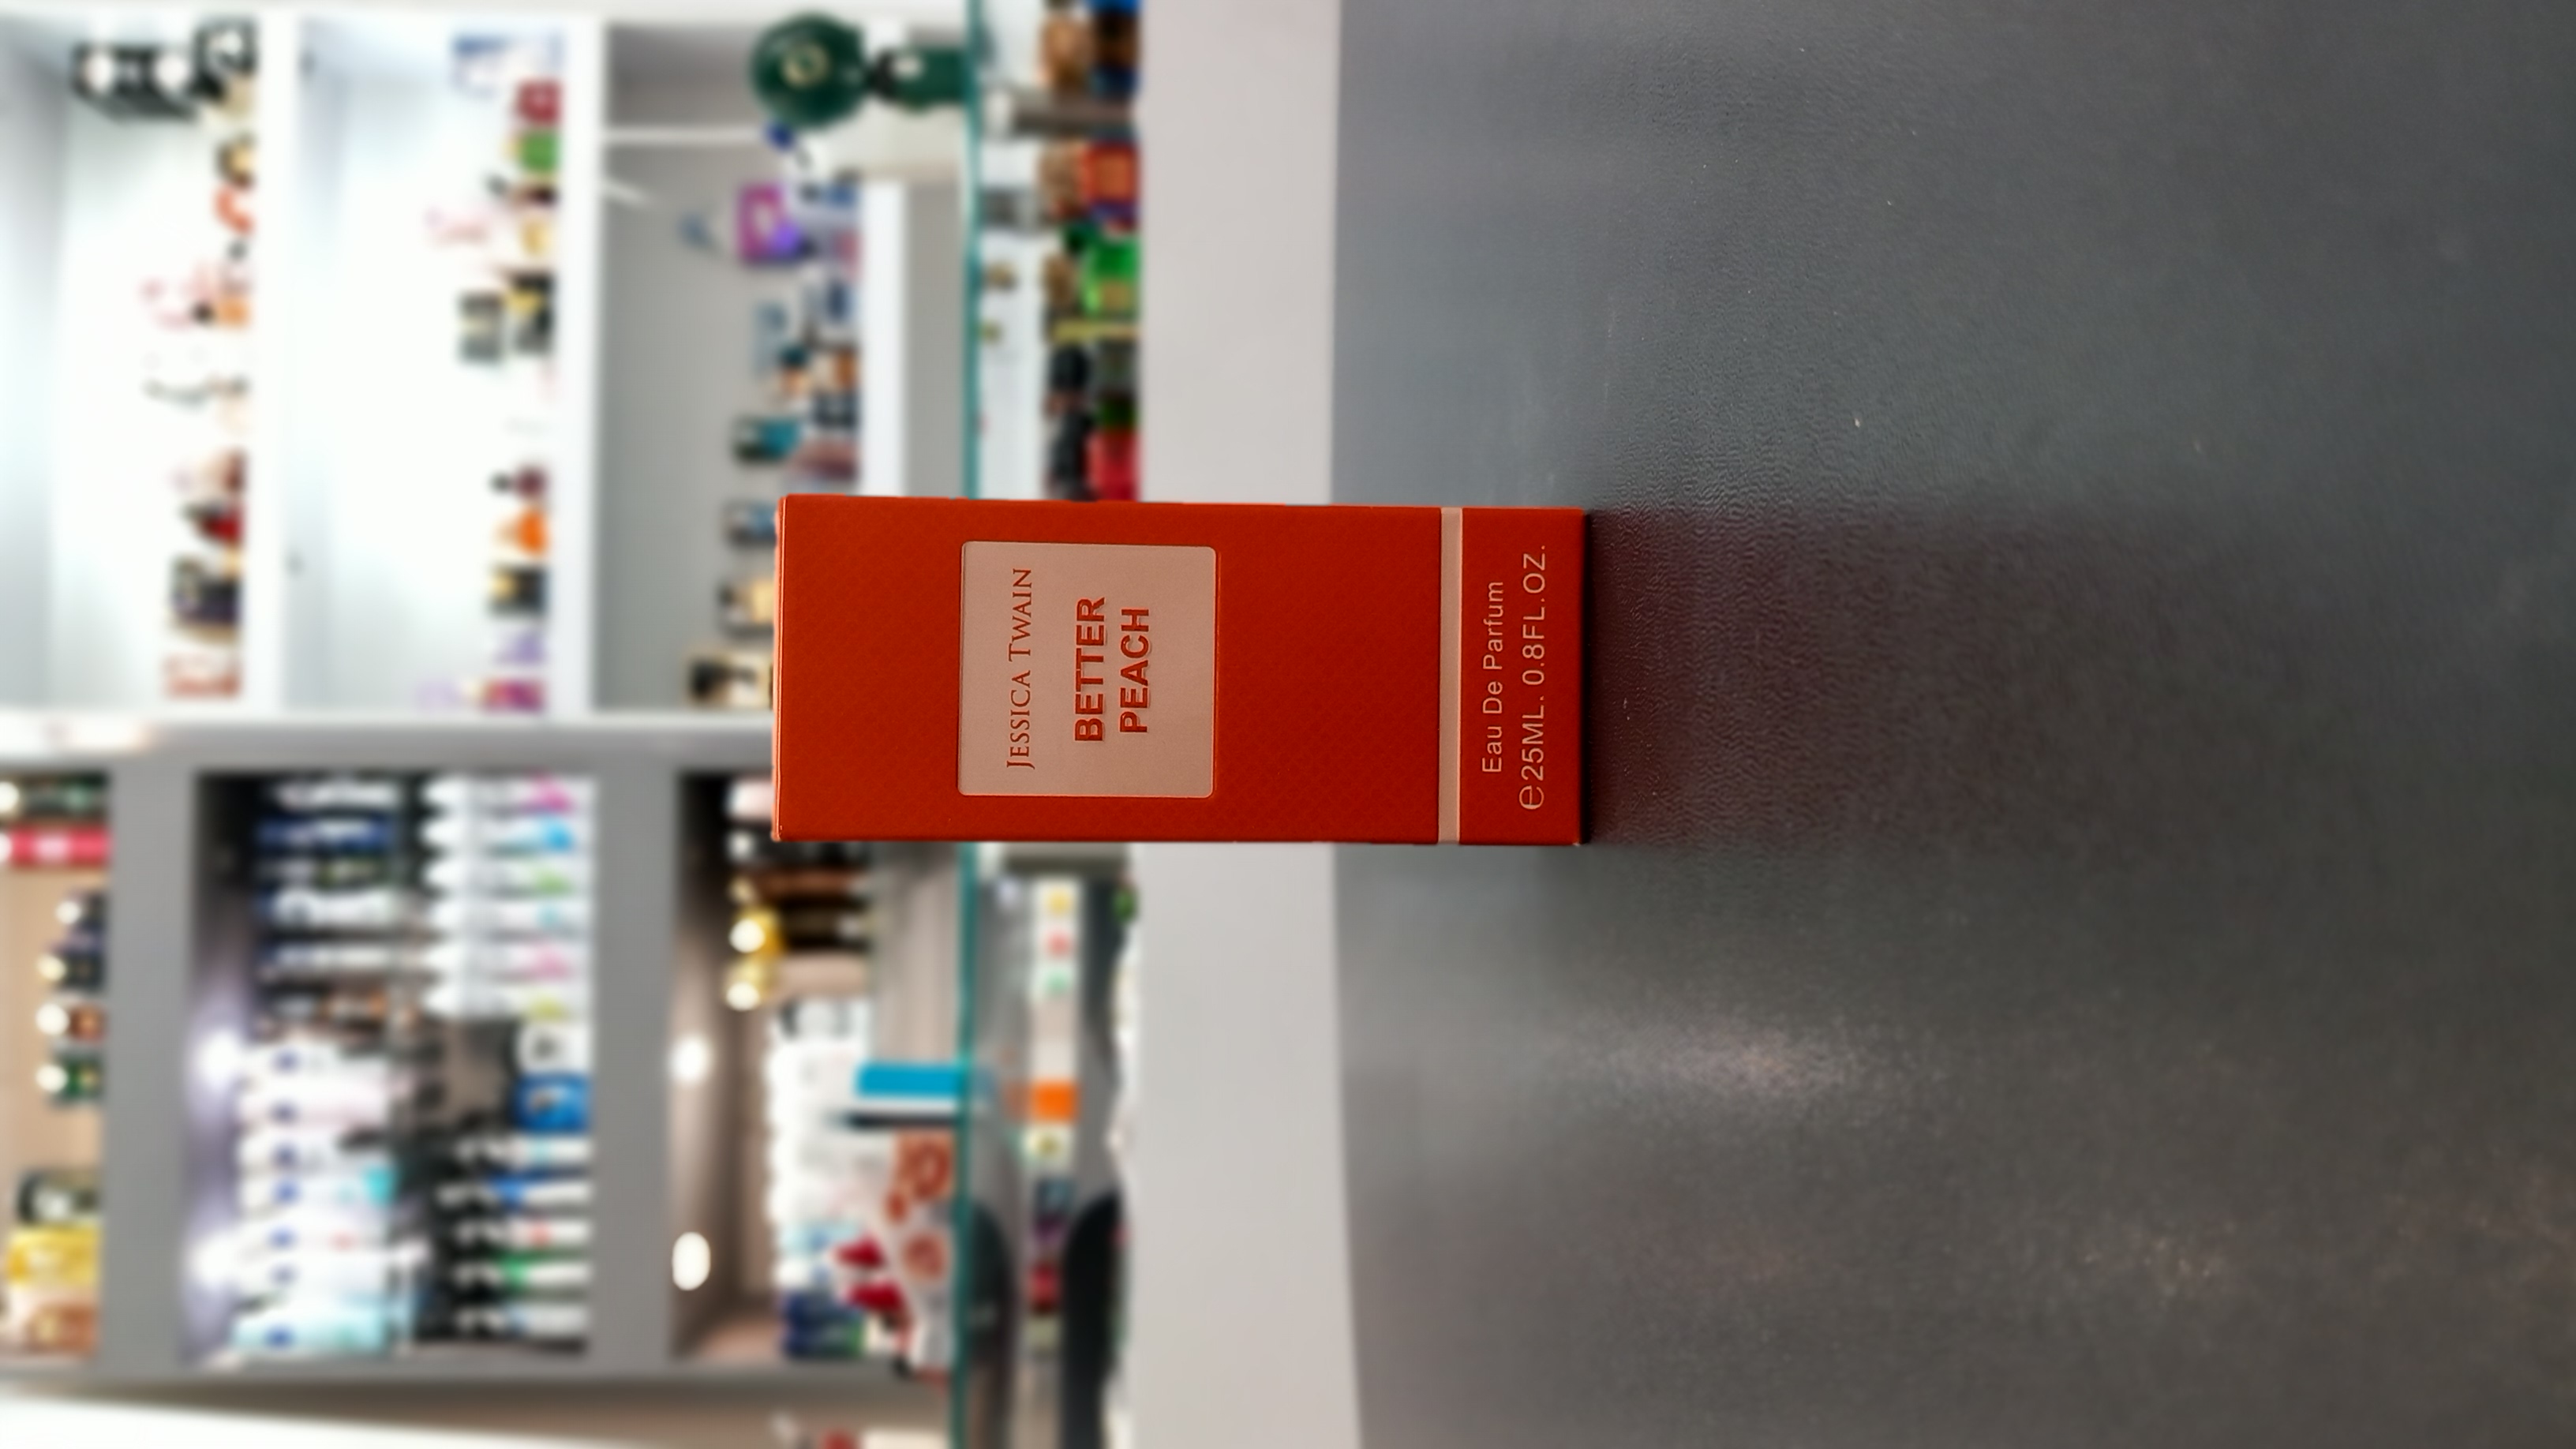 JESSICA TWAIN
BETTER
PEACH
Eau De Parfum
℮25ML. 0.8FL.OZ.